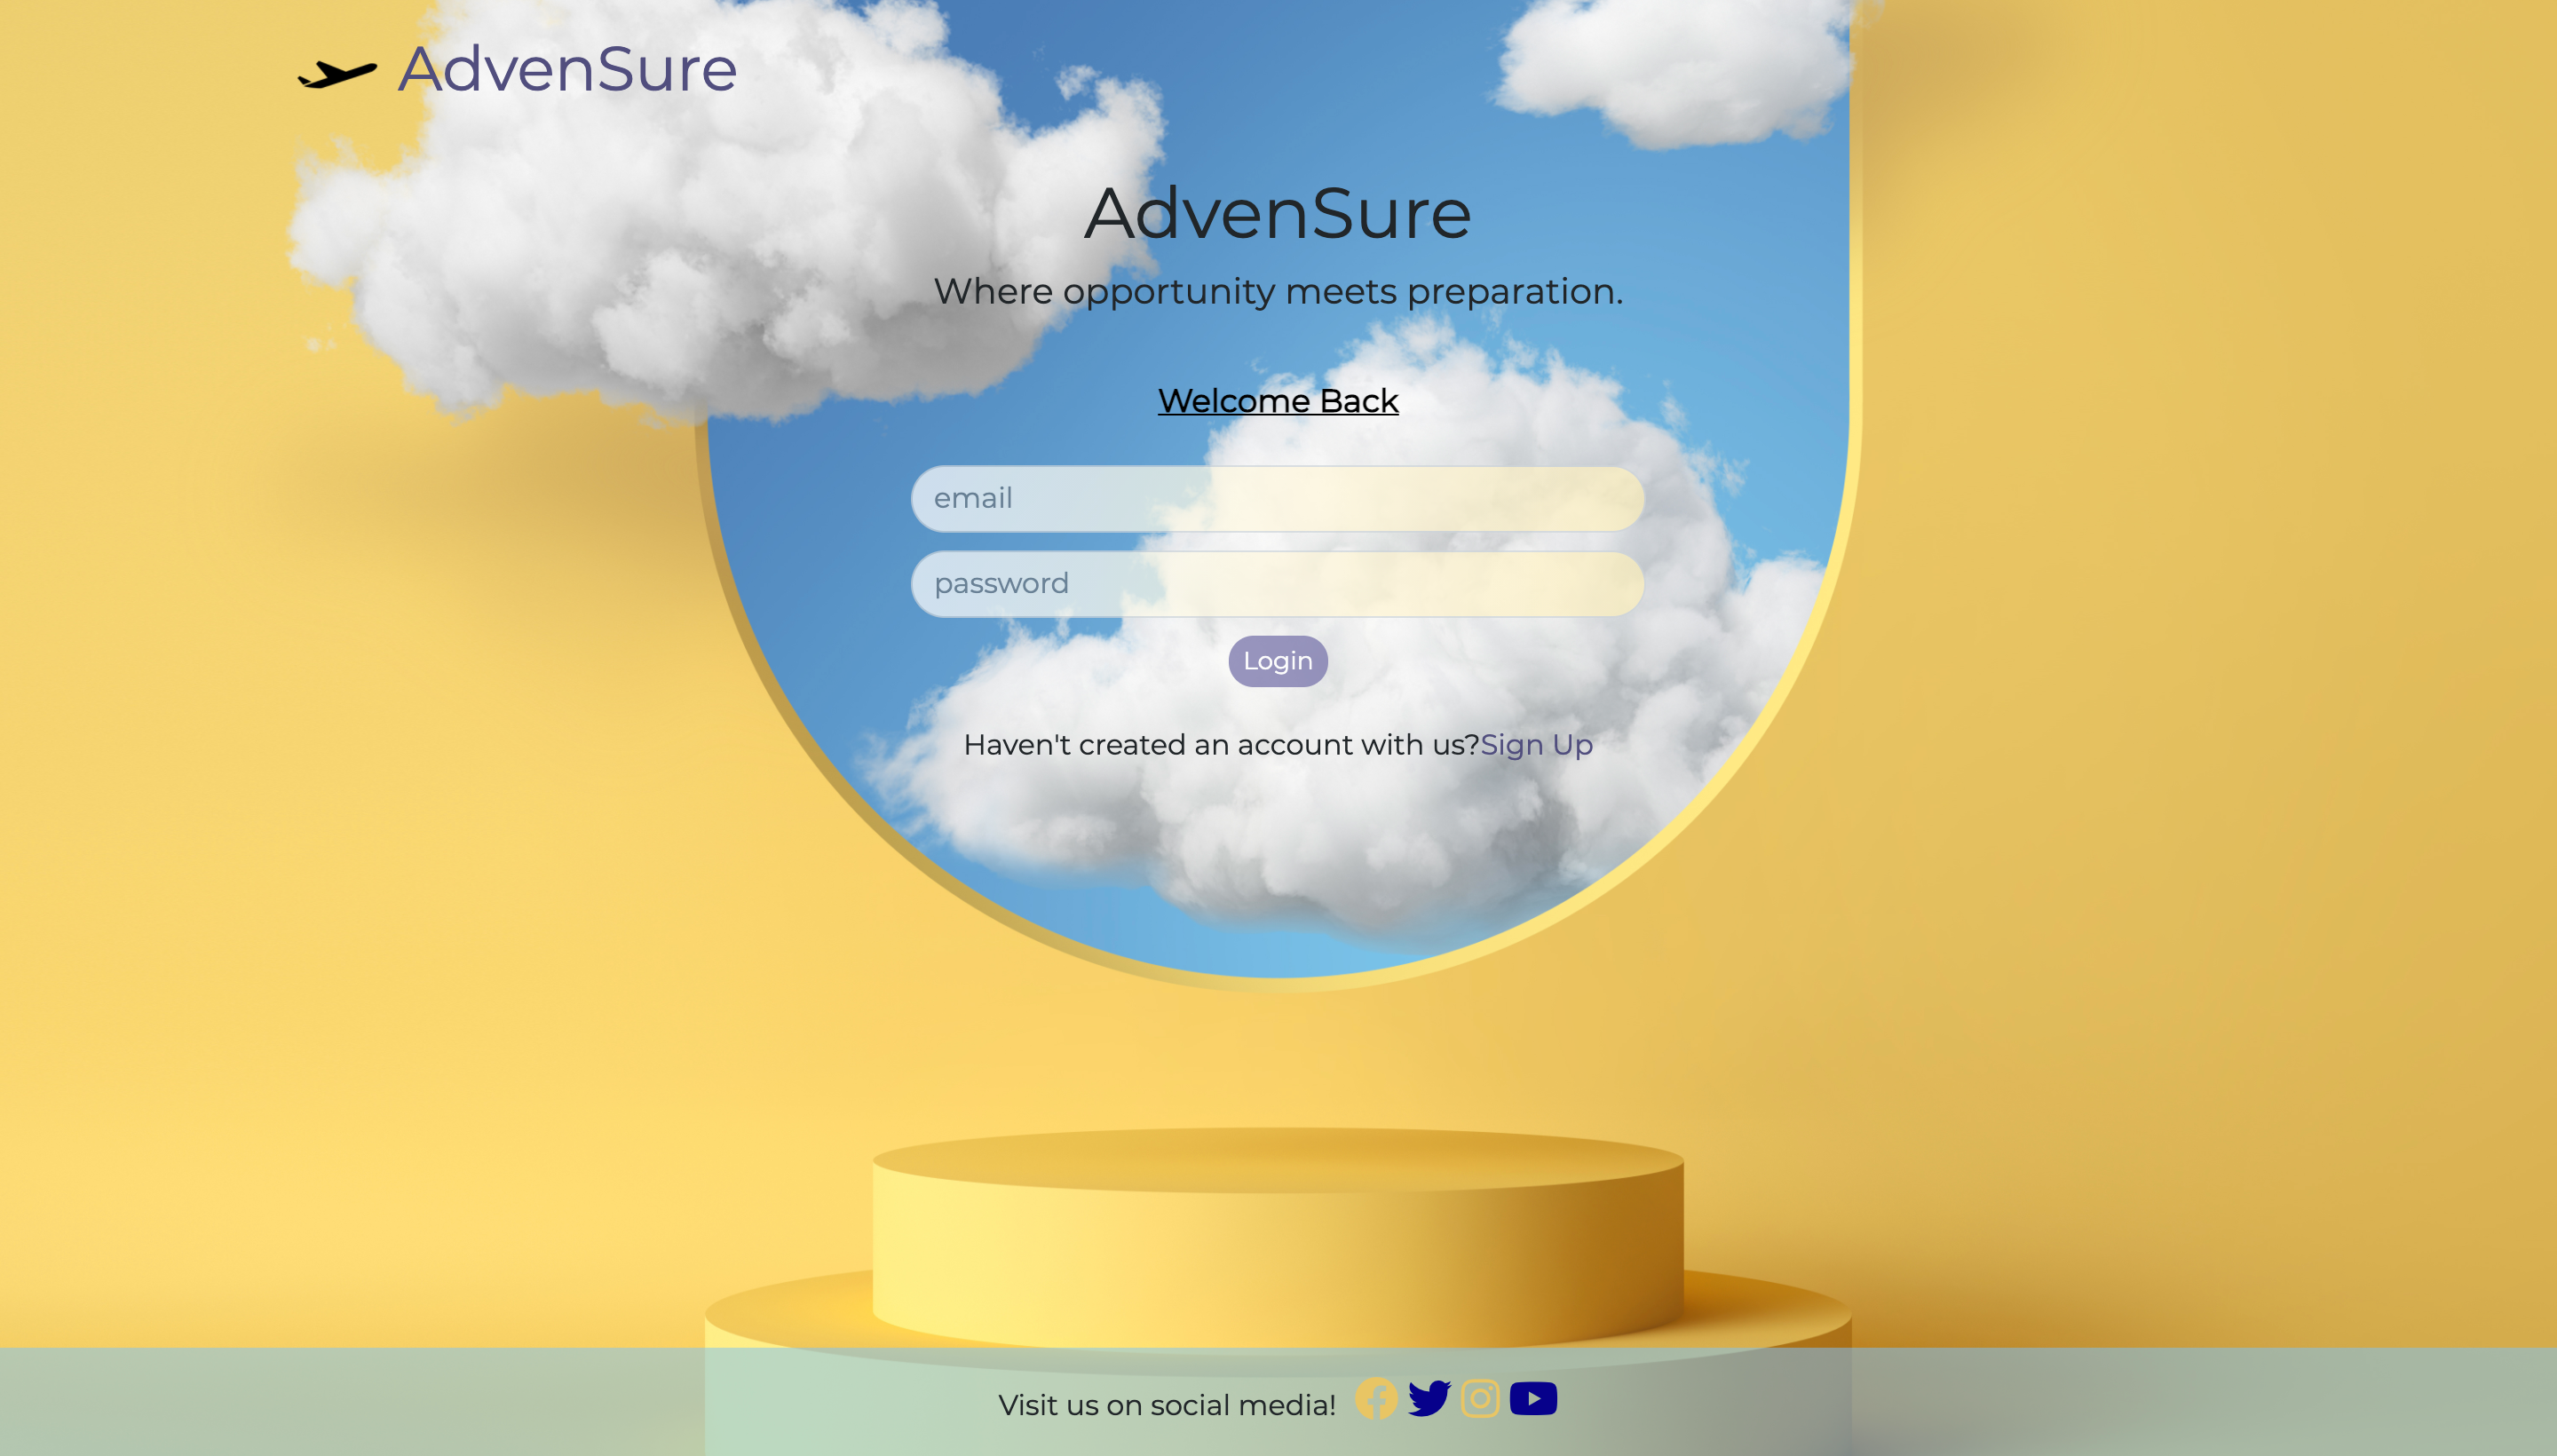 AdvenSure
AdvenSure
Where opportunity meets preparation.
Welcome Back
email
password
Login
Haven't created an account with us?Sign Up
Visit us on social media!